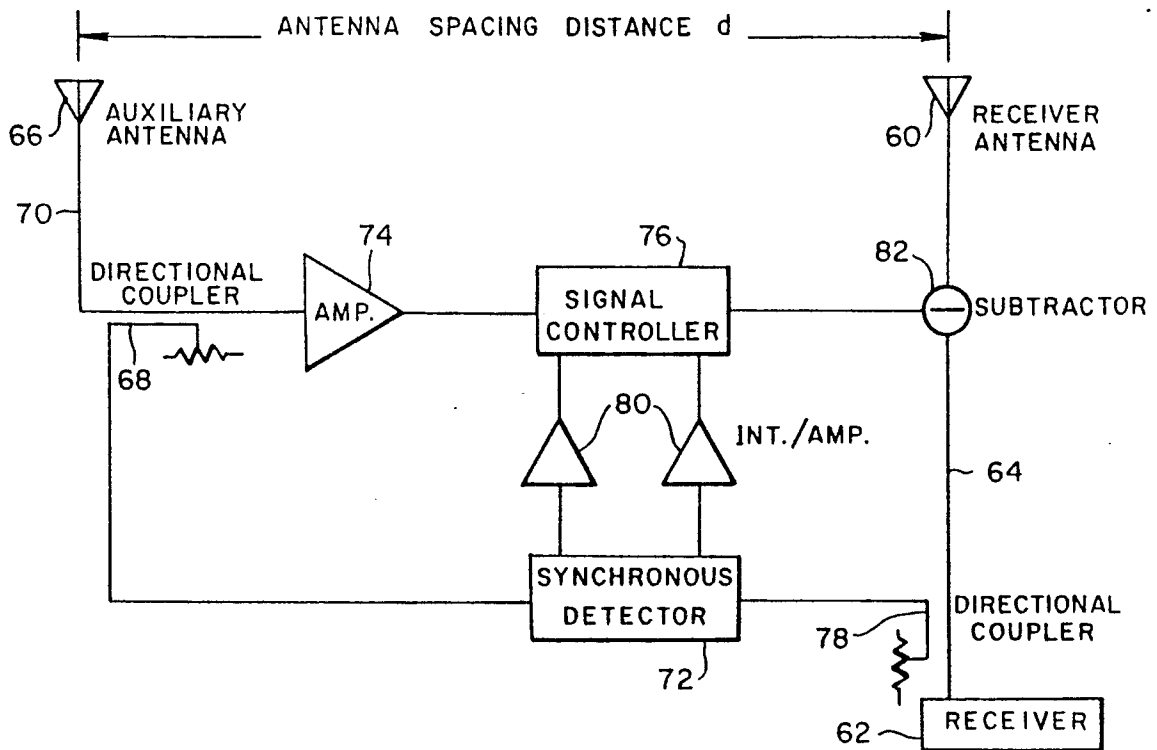 ANTENNA SPACING DISTANCE d
66
AUXILIARY
ANTENNA
60
RECEIVER
ANTENNA
70
DIRECTIONAL
COUPLER
74
AMP.
76
SIGNAL
CONTROLLER
82
SUBTRACTOR
68
80
INT./AMP.
64
SYNCHRONOUS
DETECTOR
72
78
DIRECTIONAL
COUPLER
62
RECEIVER